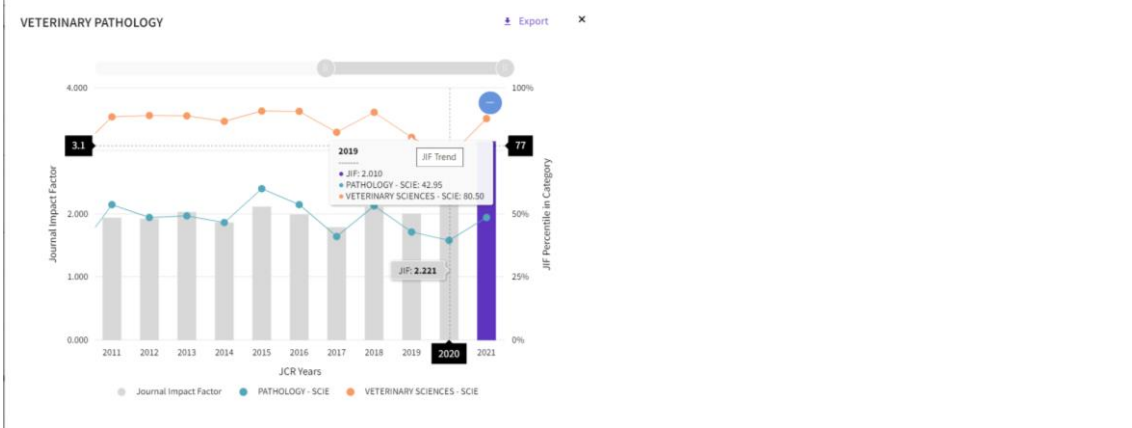 VETERINARY PATHOLOGY
Export
×
4.000
100%
3.1
77
2019
JIF Trend
JIF: 2.010
PATHOLOGY - SCIE: 42.95
VETERINARY SCIENCES - SCIE: 80.50
Journal Impact Factor
JIF Percentile in Category
2.000
50%
JIF: 2.221
1.000
25%
0.000
0%
2011 2012 2013 2014 2015 2016 2017 2018 2019 2020 2021
JCR Years
Journal Impact Factor PATHOLOGY - SCIE VETERINARY SCIENCES - SCIE